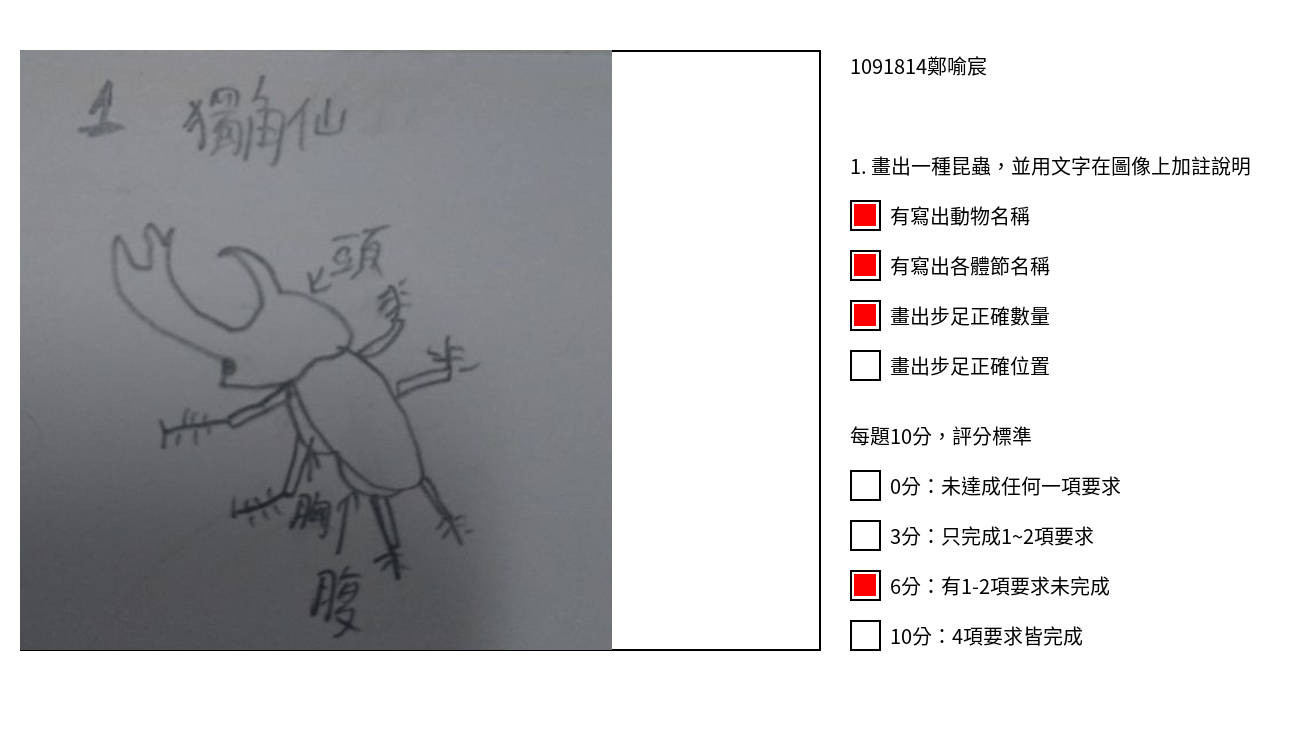 1 獨角仙
頭
胸
腹
1091814鄭喻宸
1. 畫出一種昆蟲，並用文字在圖像上加註說明
有寫出動物名稱
有寫出各體節名稱
畫出步足正確數量
畫出步足正確位置
每題10分，評分標準
0分：未達成任何一項要求
3分：只完成1~2項要求
6分：有1-2項要求未完成
10分：4項要求皆完成